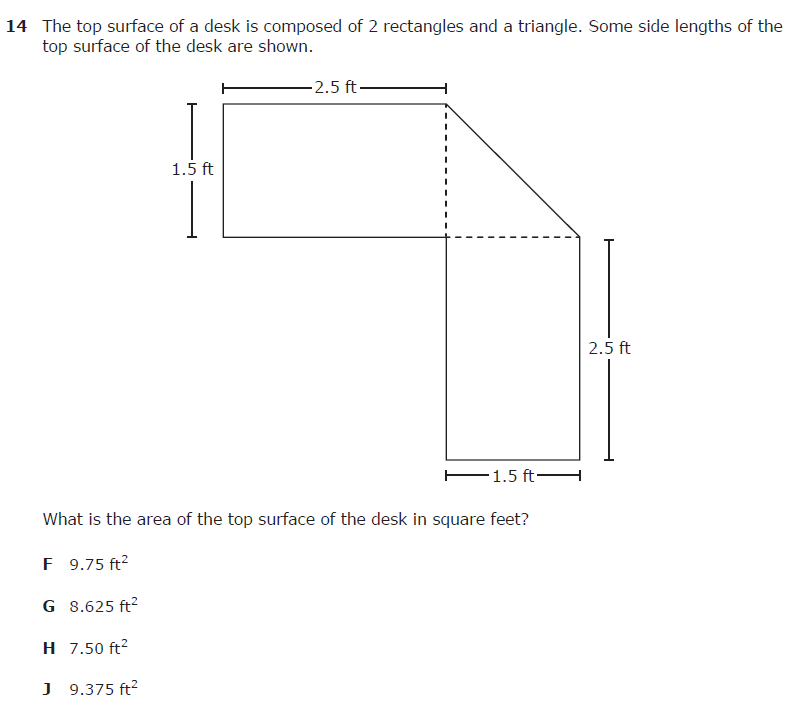 14 The top surface of a desk is composed of 2 rectangles and a triangle. Some side lengths of the
top surface of the desk are shown.
2.5 ft
1.5 ft
2.5 ft
1.5 ft
What is the area of the top surface of the desk in square feet?
F 9.75 ft²
G 8.625 ft²
H 7.50 ft²
J 9.375 ft²